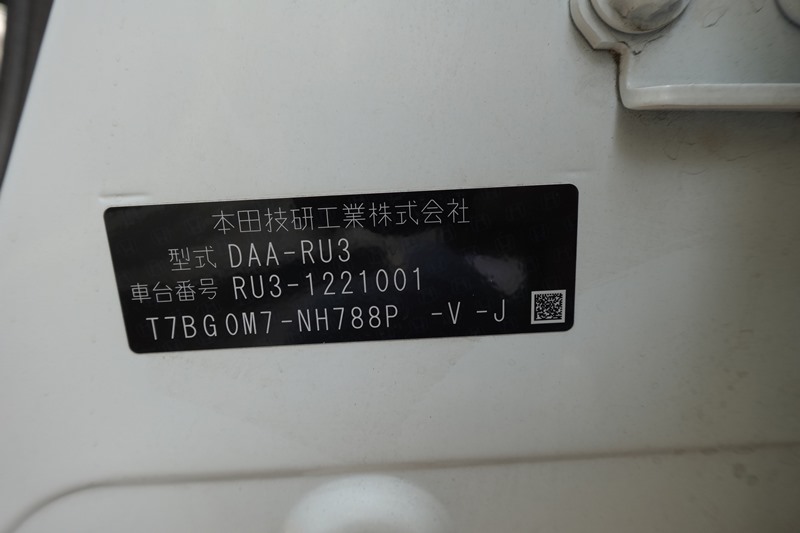 本田技研工業株式会社
型式 DAA-RU3
車台番号 RU3-1221001
T7BG0M7-NH788P -V -J